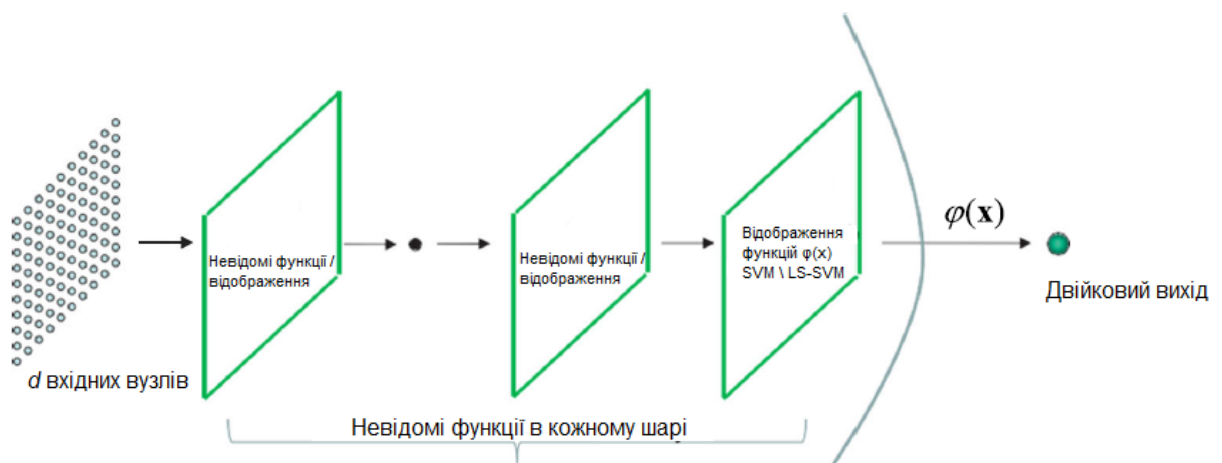 d вхідних вузлів
Невідомі функції /
відображення
Невідомі функції /
відображення
Відображення
функцій φ(x)
SVM \ LS-SVM
φ(x)
Двійковий вихід
Невідомі функції в кожному шарі